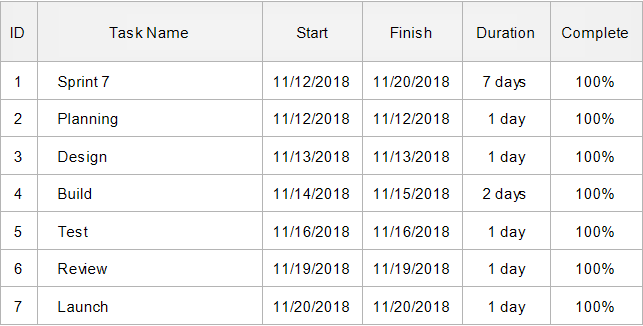 ID Task Name Start Finish Duration Complete
1 Sprint 7 11/12/2018 11/20/2018 7 days 100%
2 Planning 11/12/2018 11/12/2018 1 day 100%
3 Design 11/13/2018 11/13/2018 1 day 100%
4 Build 11/14/2018 11/15/2018 2 days 100%
5 Test 11/16/2018 11/16/2018 1 day 100%
6 Review 11/19/2018 11/19/2018 1 day 100%
7 Launch 11/20/2018 11/20/2018 1 day 100%